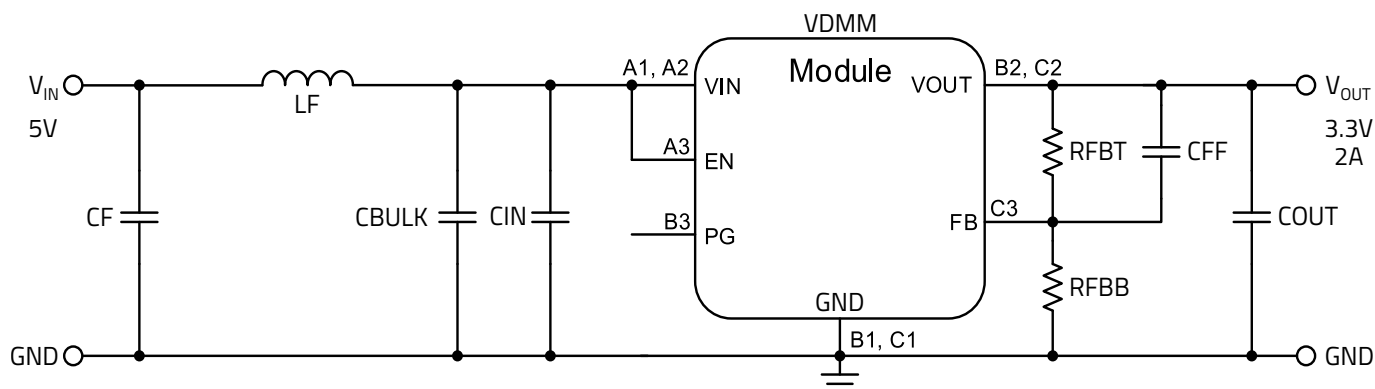 VDMM
Module
V_IN
5V
LF
A1, A2
VIN
VOUT
B2, C2
V_OUT
3.3V
2A
A3
EN
RFBT
CFF
CF
CBULK
CIN
B3
PG
FB
C3
COUT
RFBB
GND
GND
B1, C1
GND